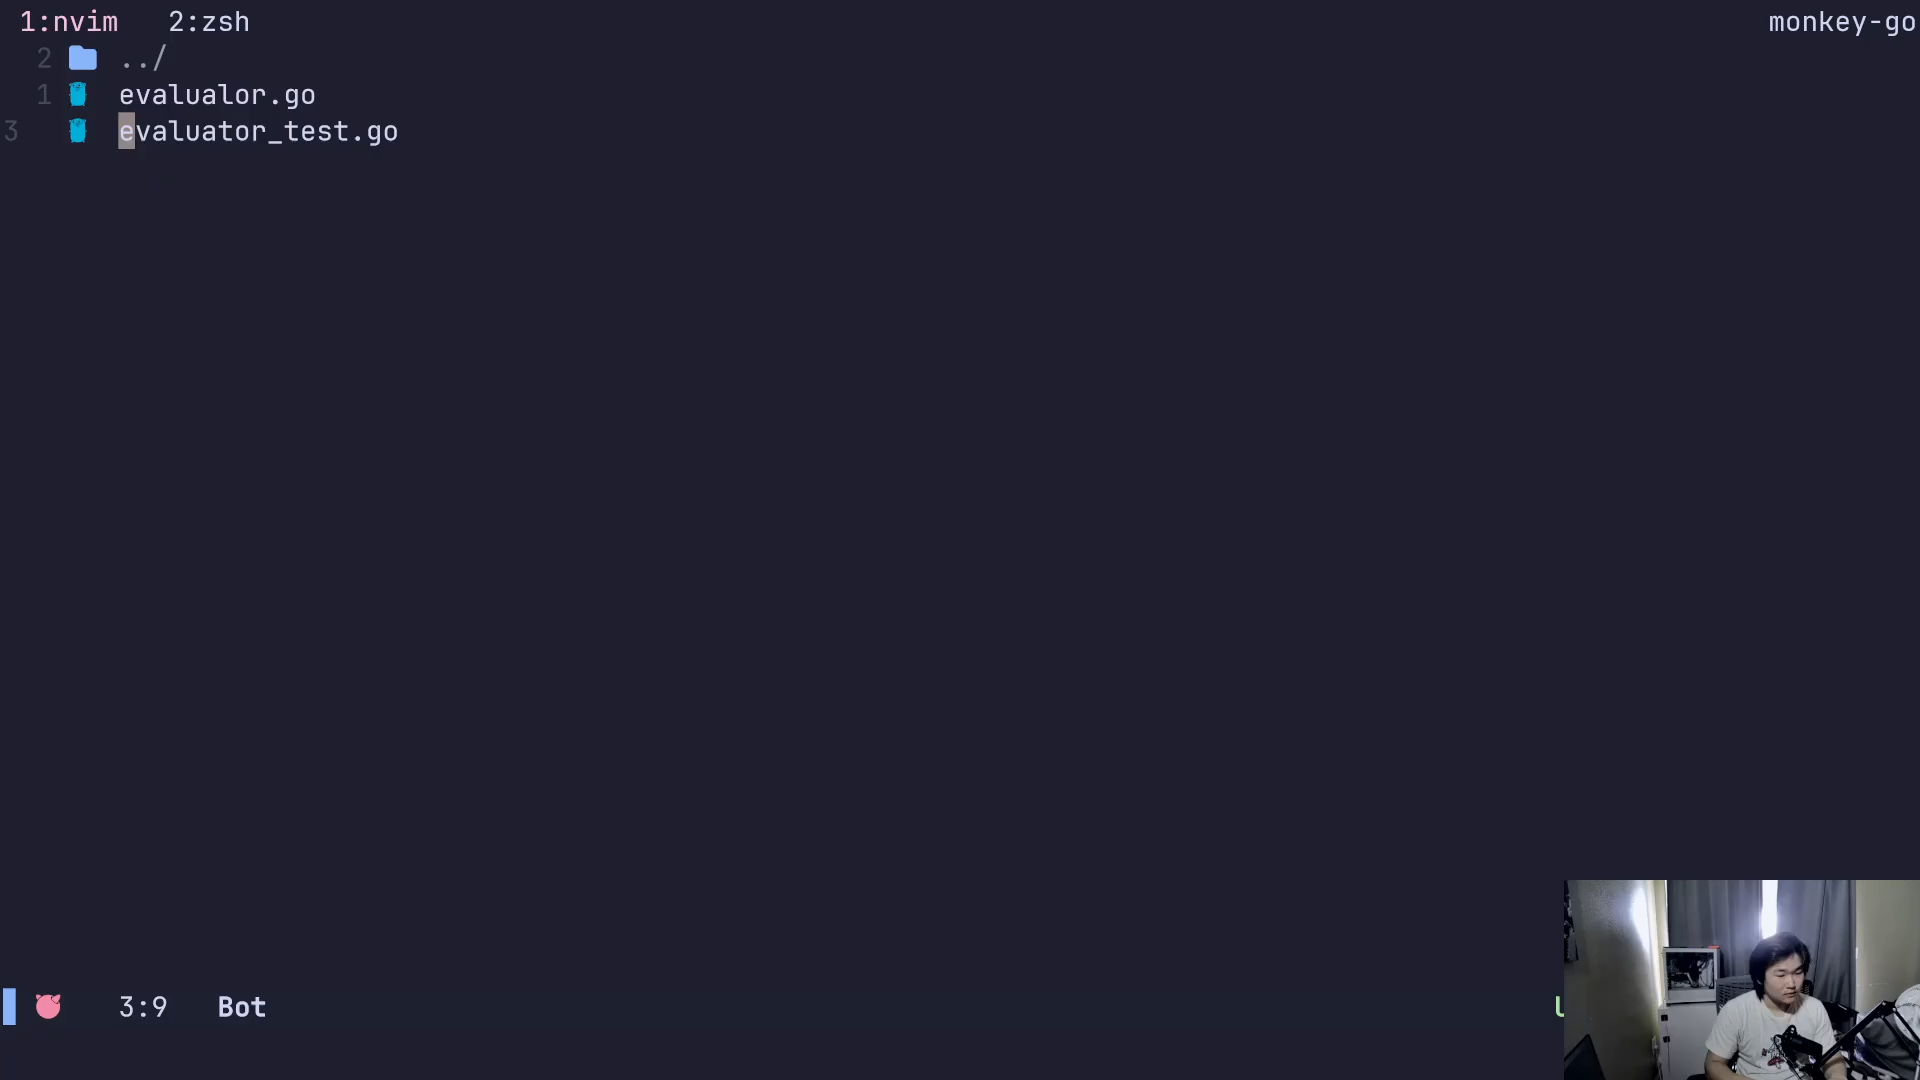 1:nvim 2:zsh monkey-go
2 ../
1 evalualor.go
3 evaluator_test.go
3:9 Bot